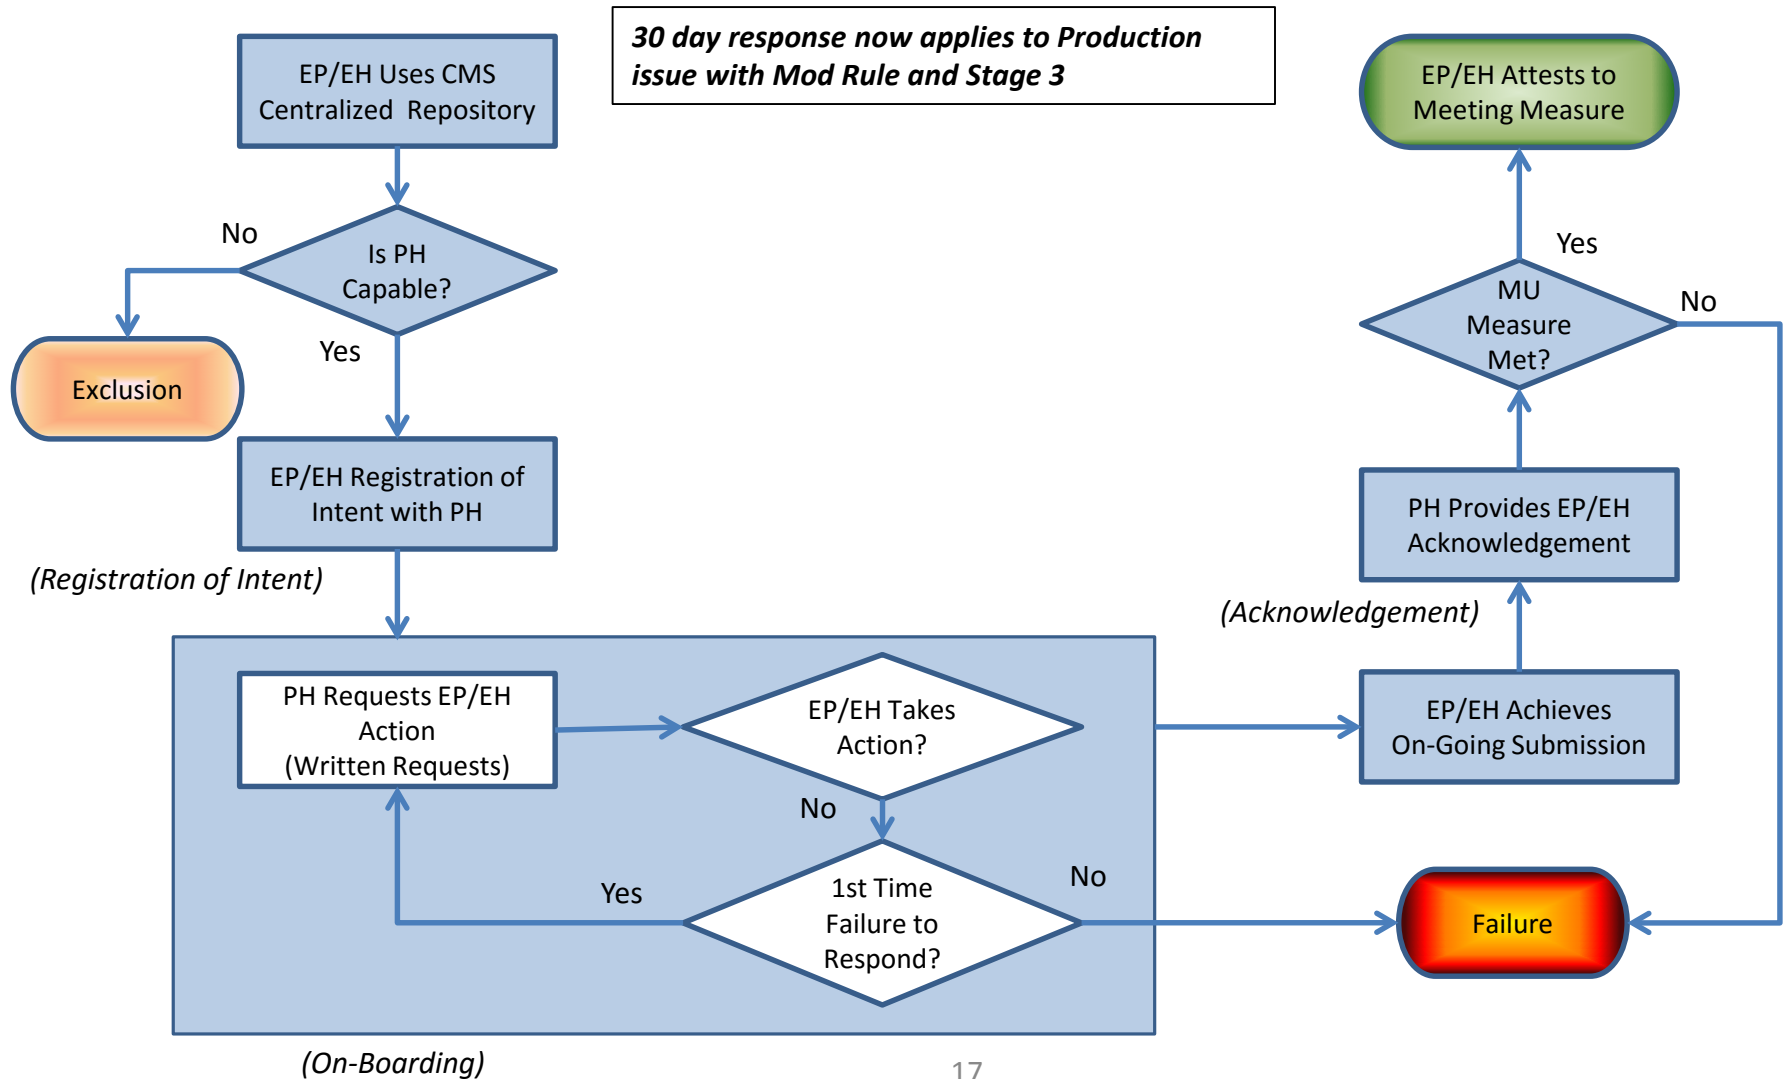 30 day response now applies to Production
issue with Mod Rule and Stage 3
EP/EH Uses CMS
Centralized Repository
Is PH
Capable?
No
Yes
Exclusion
EP/EH Registration of
Intent with PH
(Registration of Intent)
PH Requests EP/EH
Action
(Written Requests)
EP/EH Takes
Action?
No
1st Time
Failure to
Respond?
Yes
No
(On-Boarding)
EP/EH Attests to
Meeting Measure
Yes
MU
Measure
Met?
No
PH Provides EP/EH
Acknowledgement
(Acknowledgement)
EP/EH Achieves
On-Going Submission
Failure
17